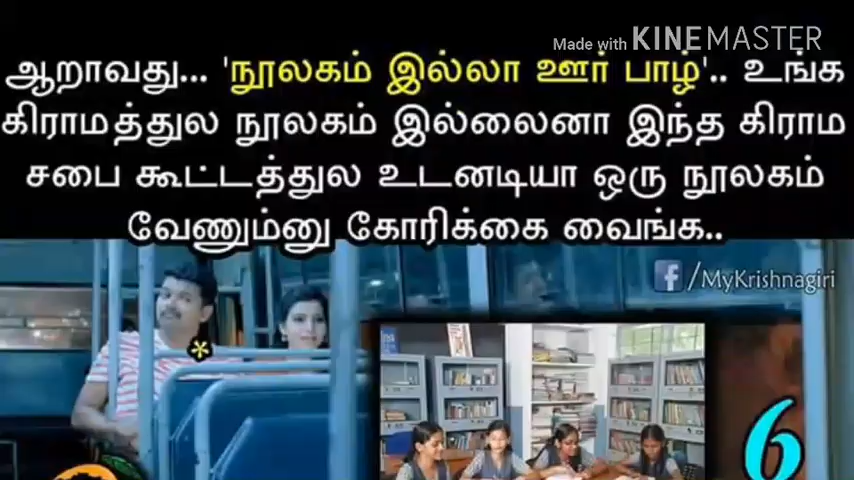 Made with KINEMASTER
ஆறாவது... 'நூலகம் இல்லா ஊர் பாழ்'.. உங்க
கிராமத்துல நூலகம் இல்லைனா இந்த கிராம
சபை கூட்டத்துல உடனடியா ஒரு நூலகம்
வேணும்னு கோரிக்கை வைங்க..
f/MyKrishnagiri
*
6